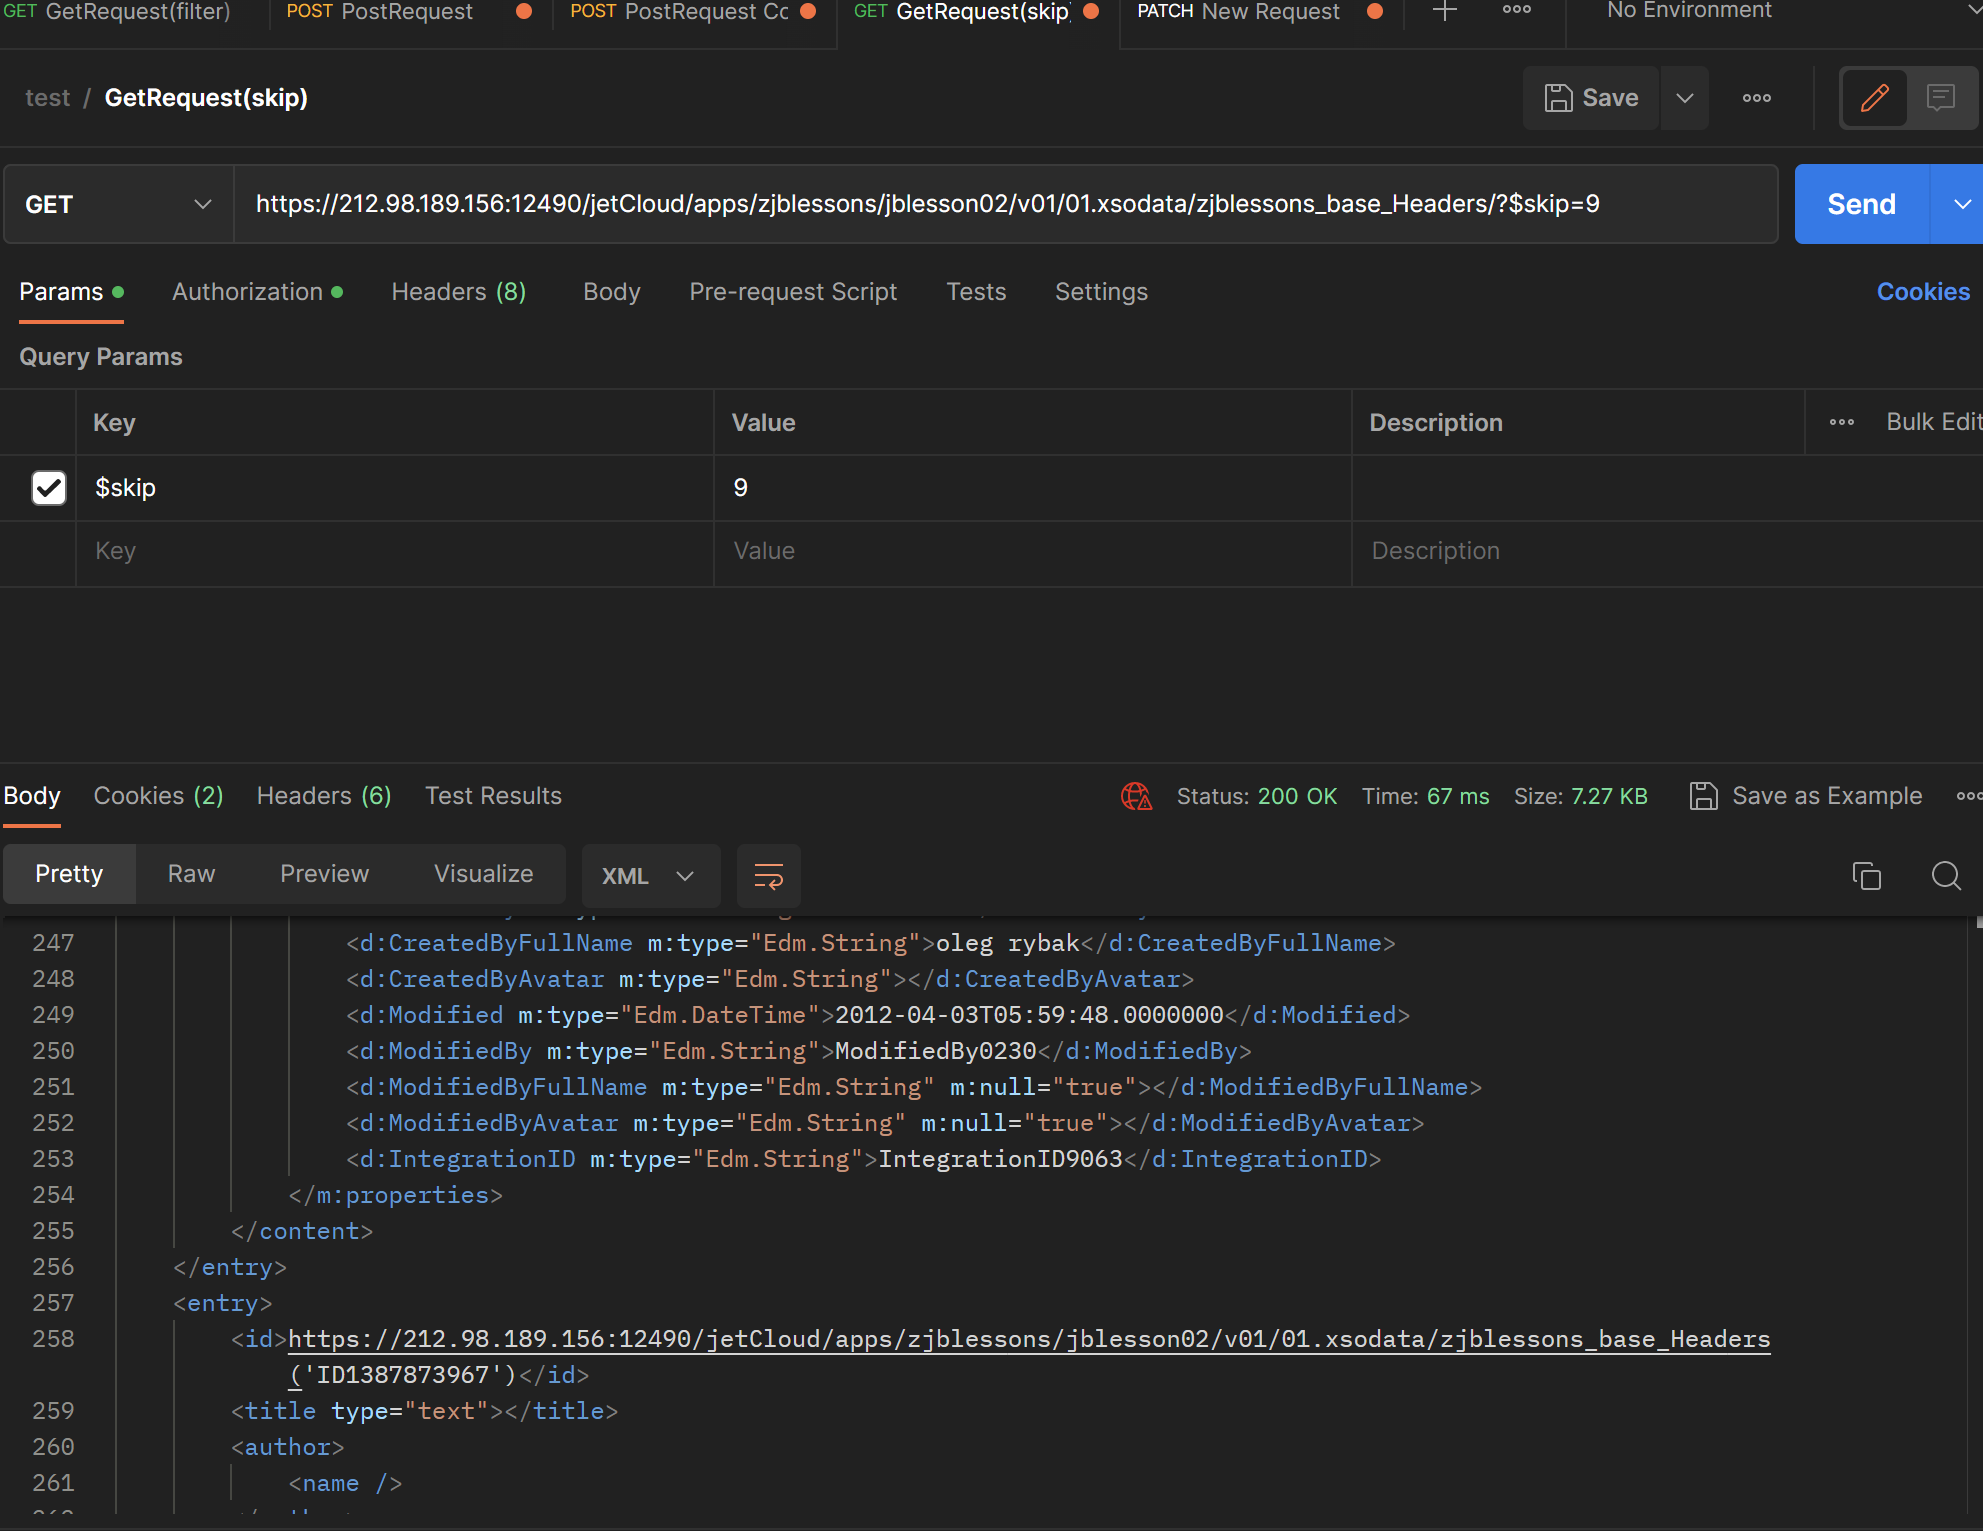 GET GetRequest(filter) POST PostRequest POST PostRequest Co GET GetRequest(skip) PATCH New Request No Environment
test / GetRequest(skip) Save
GET https://212.98.189.156:12490/jetCloud/apps/zjblessons/jblesson02/v01/01.xsodata/zjblessons_base_Headers/?$skip=9 Send
Params Authorization Headers (8) Body Pre-request Script Tests Settings Cookies
Query Params
Key Value Description Bulk Edit
$skip 9
Key Value Description
Body Cookies (2) Headers (6) Test Results Status: 200 OK Time: 67 ms Size: 7.27 KB Save as Example
Pretty Raw Preview Visualize XML
247 <d:CreatedByFullName m:type="Edm.String">oleg rybak</d:CreatedByFullName>
248 <d:CreatedByAvatar m:type="Edm.String"></d:CreatedByAvatar>
249 <d:Modified m:type="Edm.DateTime">2012-04-03T05:59:48.0000000</d:Modified>
250 <d:ModifiedBy m:type="Edm.String">ModifiedBy0230</d:ModifiedBy>
251 <d:ModifiedByFullName m:type="Edm.String" m:null="true"></d:ModifiedByFullName>
252 <d:ModifiedByAvatar m:type="Edm.String" m:null="true"></d:ModifiedByAvatar>
253 <d:IntegrationID m:type="Edm.String">IntegrationID9063</d:IntegrationID>
254 </m:properties>
255 </content>
256 </entry>
257 <entry>
258 <id>https://212.98.189.156:12490/jetCloud/apps/zjblessons/jblesson02/v01/01.xsodata/zjblessons_base_Headers
('ID1387873967')</id>
259 <title type="text"></title>
260 <author>
261 <name />